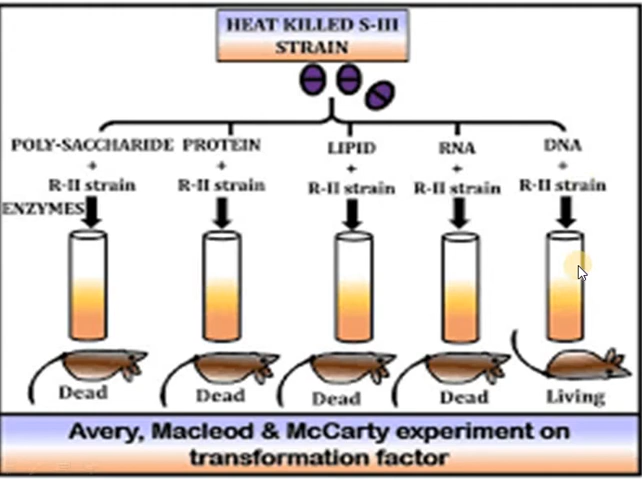 HEAT KILLED S-III
STRAIN
POLY-SACCHARIDE PROTEIN LIPID RNA DNA
+ + + + +
R-II strain R-II strain R-II strain R-II strain R-II strain
ENZYMES
Dead Dead Dead Dead Living
Avery, Macleod & McCarty experiment on
transformation factor